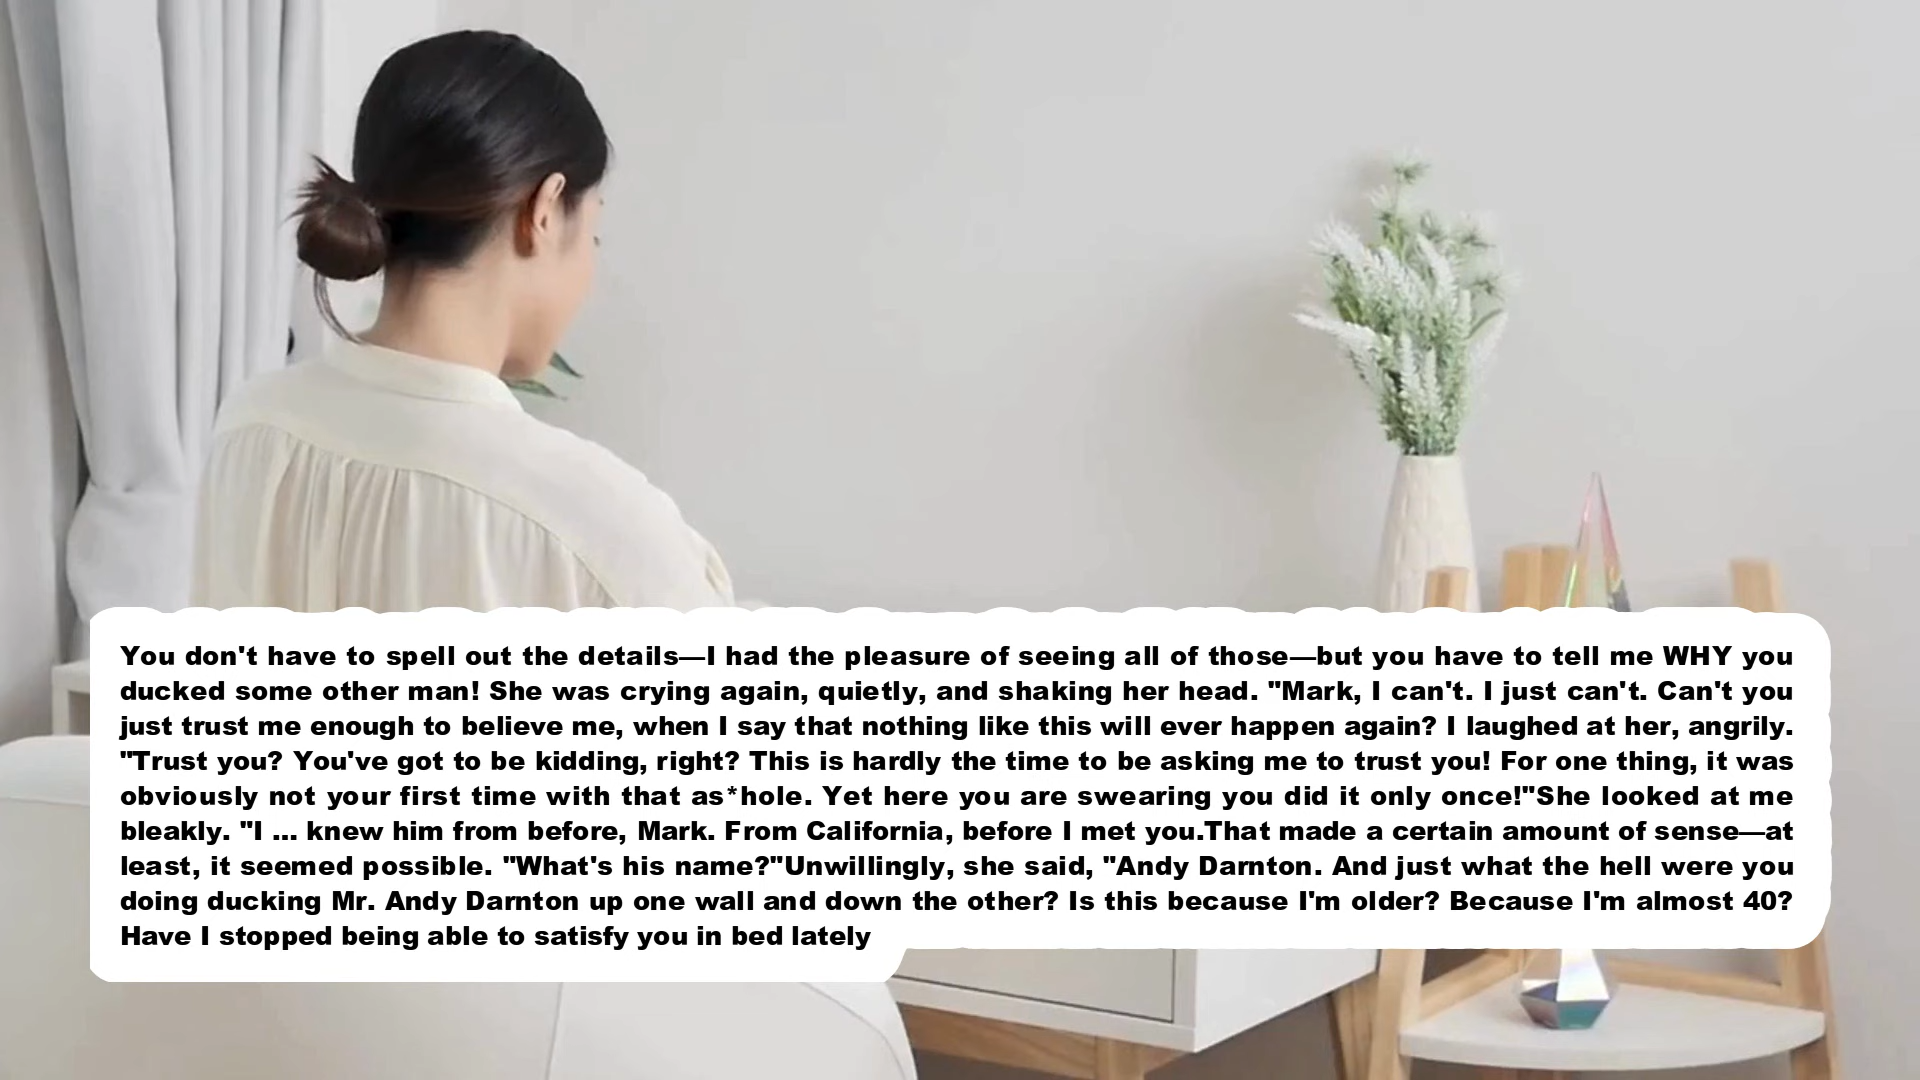 You don't have to spell out the details—I had the pleasure of seeing all of those—but you have to tell me WHY you
ducked some other man! She was crying again, quietly, and shaking her head. "Mark, I can't. I just can't. Can't you
just trust me enough to believe me, when I say that nothing like this will ever happen again? I laughed at her, angrily.
"Trust you? You've got to be kidding, right? This is hardly the time to be asking me to trust you! For one thing, it was
obviously not your first time with that as*hole. Yet here you are swearing you did it only once!"She looked at me
bleakly. "I ... knew him from before, Mark. From California, before I met you.That made a certain amount of sense—at
least, it seemed possible. "What's his name?"Unwillingly, she said, "Andy Darnton. And just what the hell were you
doing ducking Mr. Andy Darnton up one wall and down the other? Is this because I'm older? Because I'm almost 40?
Have I stopped being able to satisfy you in bed lately